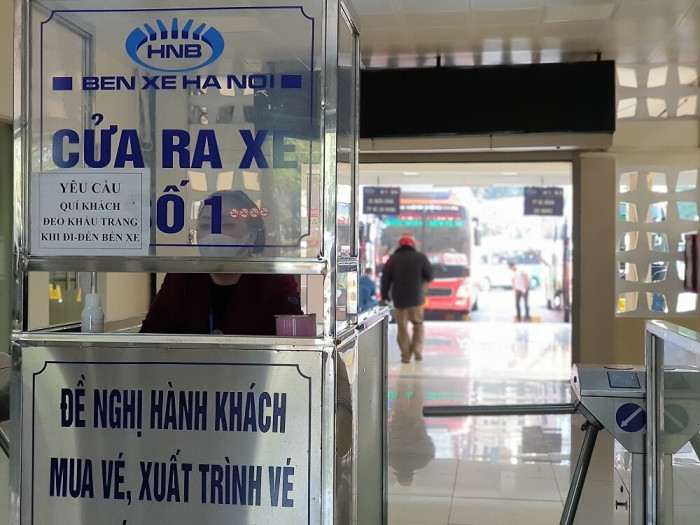 HNB
BEN XE HA NOI
CỬA RA XE
SỐ 1
YÊU CẦU
QUÍ KHÁCH
ĐEO KHẨU TRANG
KHI ĐI-ĐẾN BẾN XE
ĐỀ NGHỊ HÀNH KHÁCH
MUA VÉ, XUẤT TRÌNH VÉ